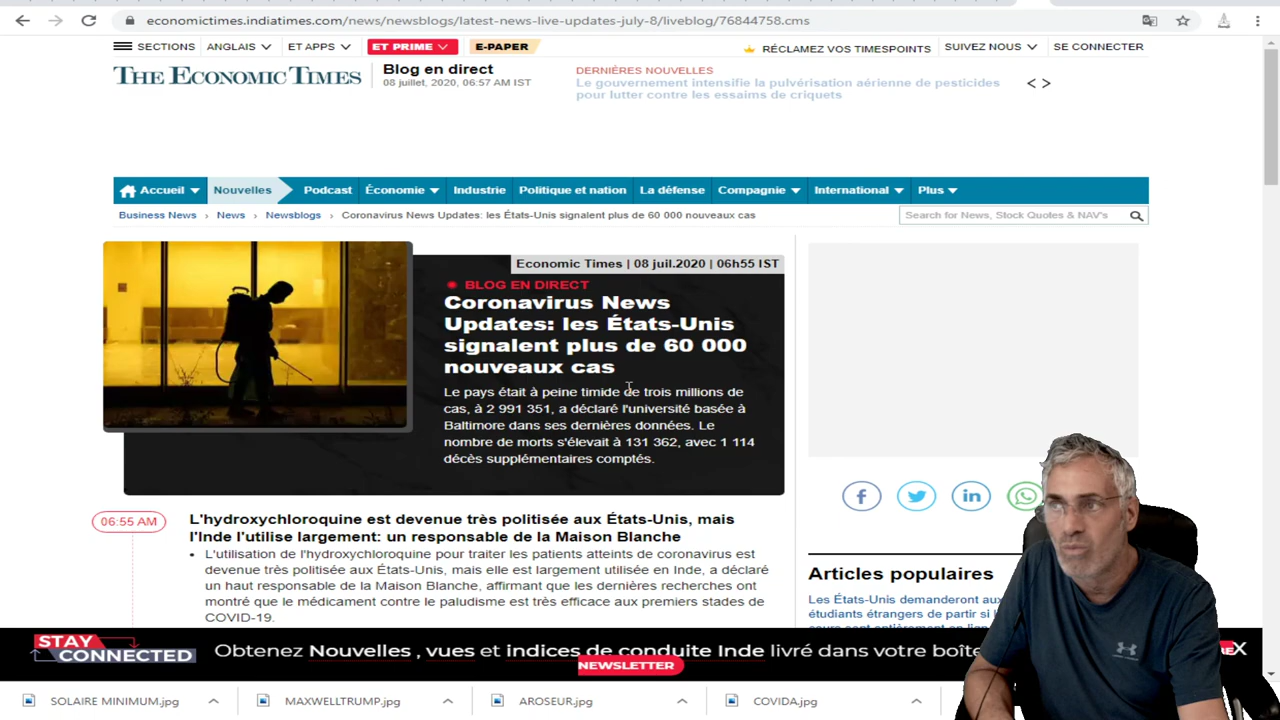 economictimes.indiatimes.com/news/newsblogs/latest-news-live-updates-july-8/liveblog/76844758.cms
SECTIONS ANGLAIS ET APPS ET PRIME E-PAPER RÉCLAMEZ VOS TIMESPOINTS SUIVEZ NOUS SE CONNECTER
THE ECONOMIC TIMES
Blog en direct
08 juillet, 2020, 06:57 AM IST
DERNIÈRES NOUVELLES
Le gouvernement intensifie la pulvérisation aérienne de pesticides
pour lutter contre les essaims de criquets
Accueil Nouvelles Podcast Économie Industrie Politique et nation La défense Compagnie International Plus
Business News › News › Newsblogs › Coronavirus News Updates: les États-Unis signalent plus de 60 000 nouveaux cas
Search for News, Stock Quotes & NAV's
Economic Times | 08 juil.2020 | 06h55 IST
BLOG EN DIRECT
Coronavirus News
Updates: les États-Unis
signalent plus de 60 000
nouveaux cas
Le pays était à peine timide de trois millions de
cas, à 2 991 351, a déclaré l'université basée à
Baltimore dans ses dernières données. Le
nombre de morts s'élevait à 131 362, avec 1 114
décès supplémentaires comptés.
06:55 AM
L'hydroxychloroquine est devenue très politisée aux États-Unis, mais
l'Inde l'utilise largement: un responsable de la Maison Blanche
• L'utilisation de l'hydroxychloroquine pour traiter les patients atteints de coronavirus est
devenue très politisée aux États-Unis, mais elle est largement utilisée en Inde, a déclaré
un haut responsable de la Maison Blanche, affirmant que les dernières recherches ont
montré que le médicament contre le paludisme est très efficace aux premiers stades de
COVID-19.
Articles populaires
Les États-Unis demanderont aux
étudiants étrangers de partir si
STAY
CONNECTED
Obtenez Nouvelles , vues et indices de conduite Inde livré dans votre boîte
NEWSLETTER
SOLAIRE MINIMUM.jpg MAXWELLTRUMP.jpg AROSEUR.jpg COVIDA.jpg